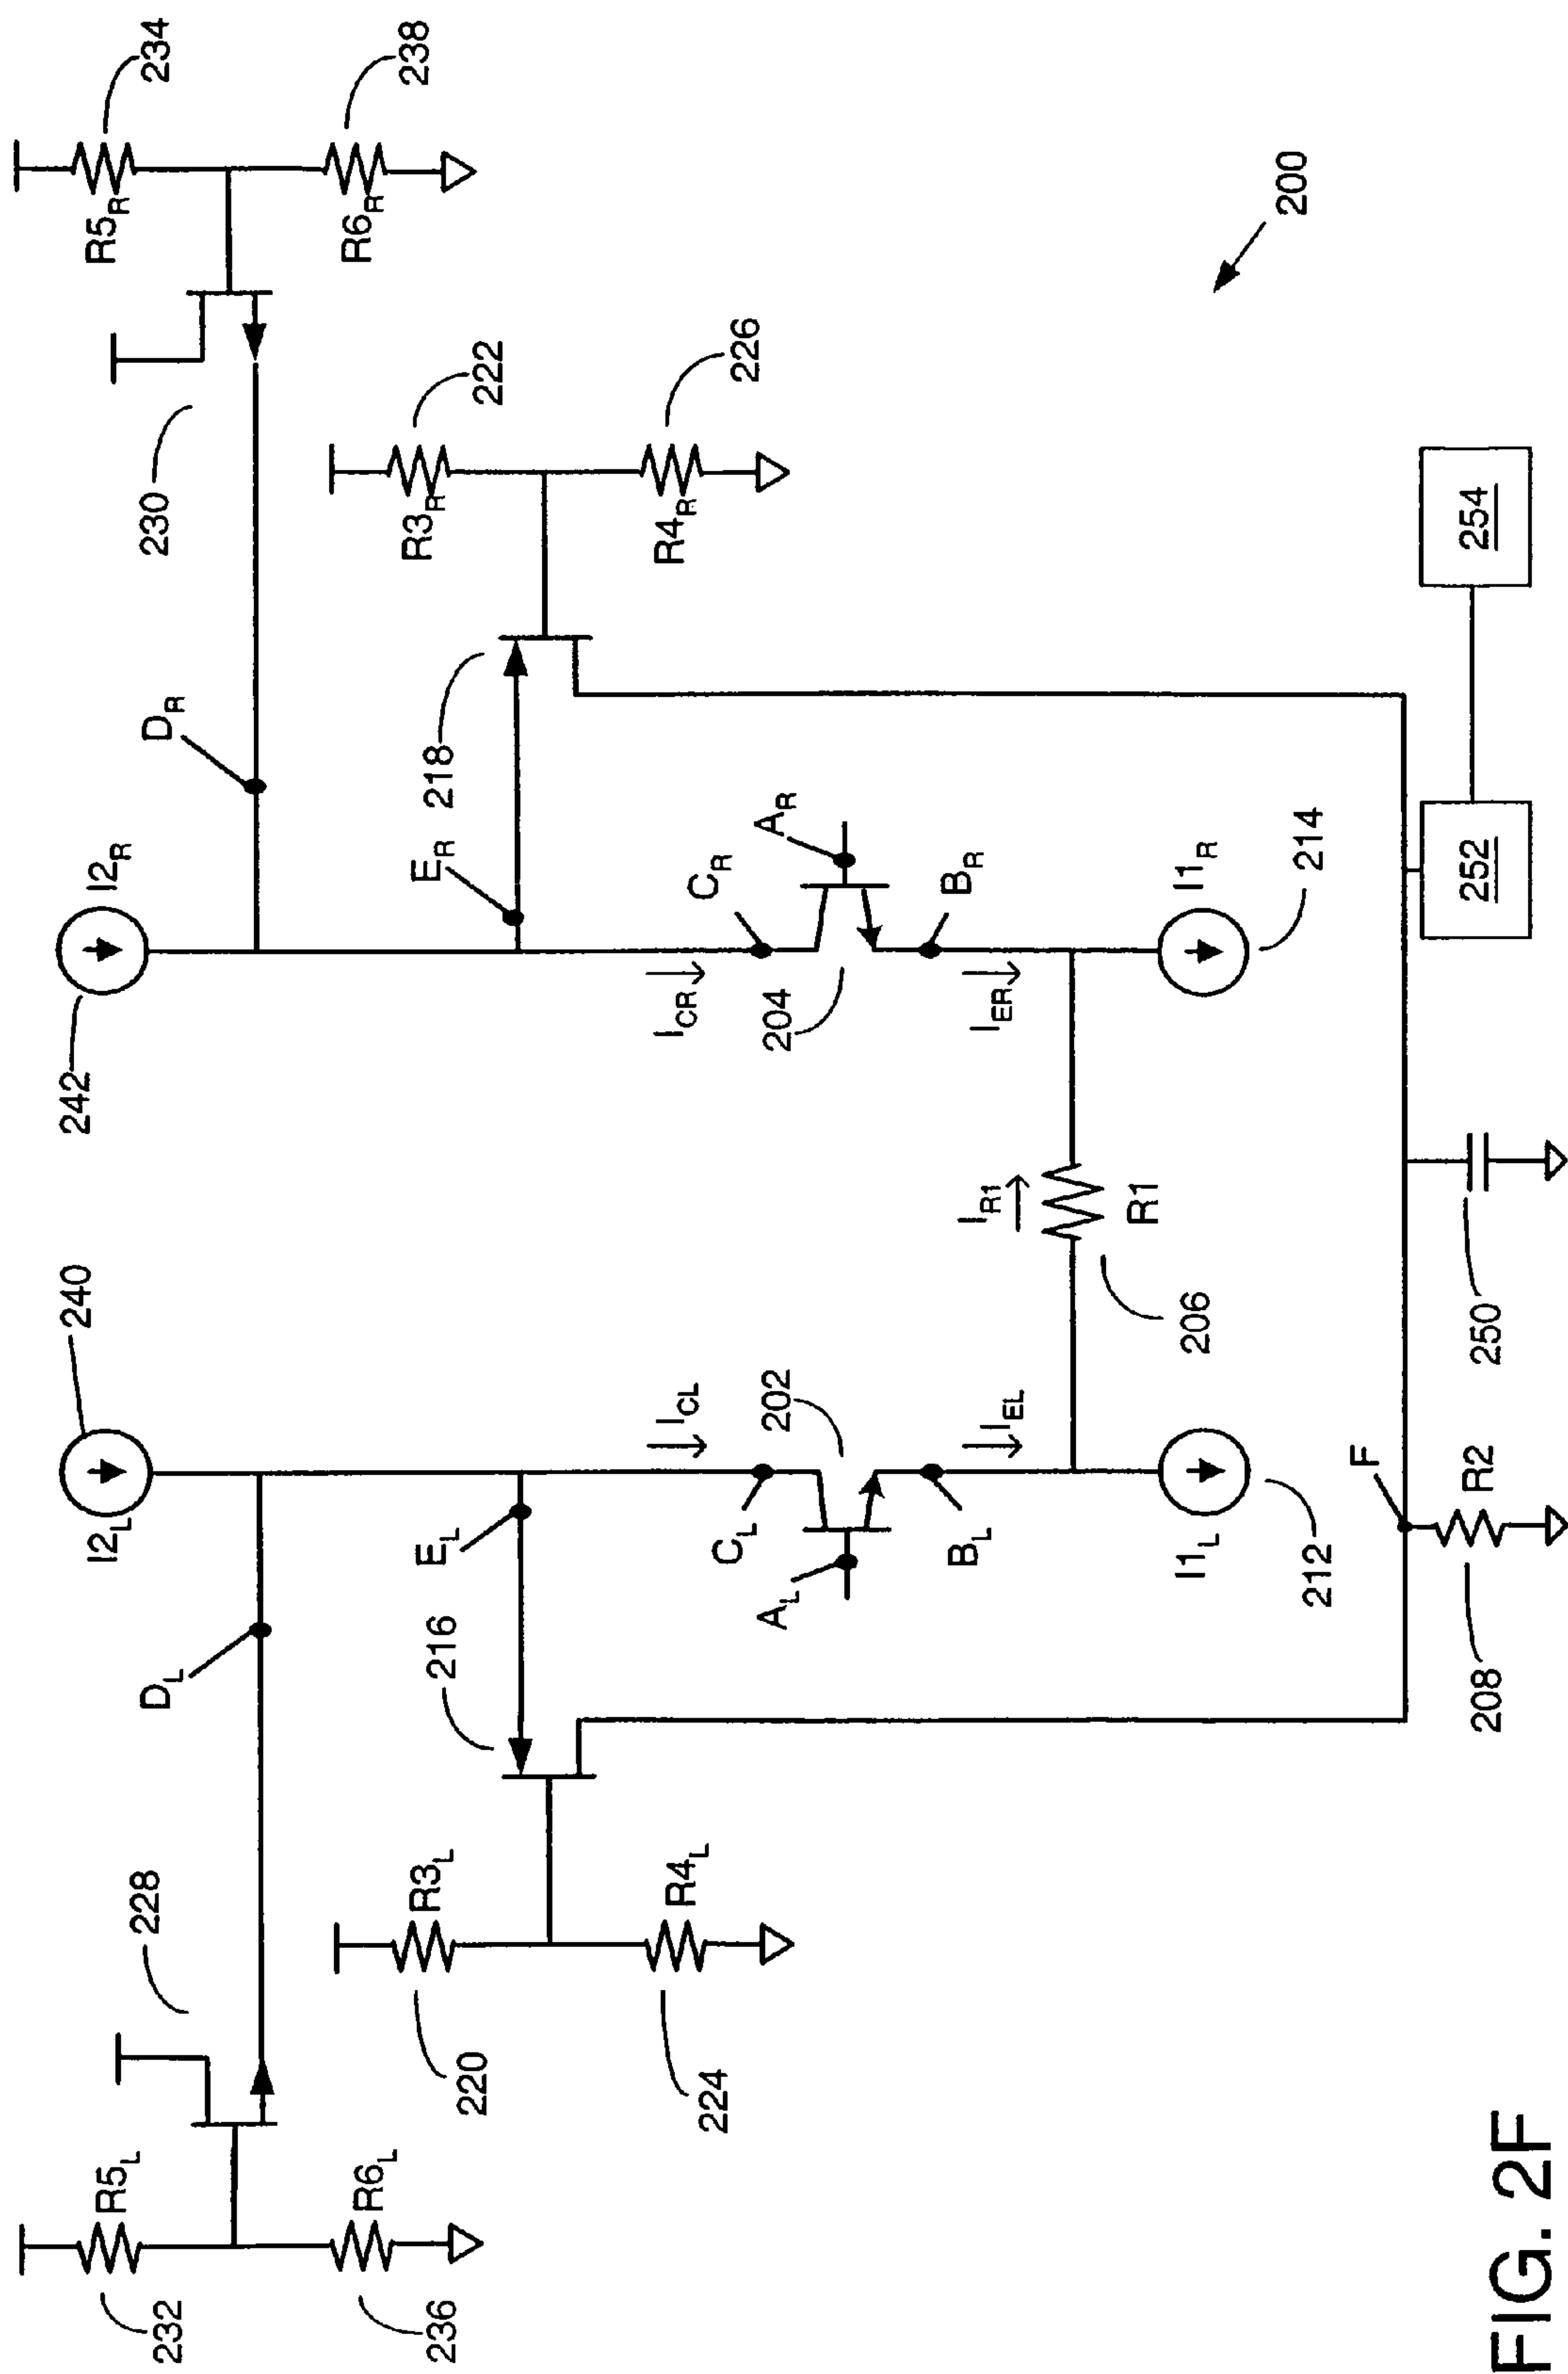 232
R5L
228
R5R
234
236
R6L
R6R
238
DL
I2L
240
242
I2R
DR
230
220
R3L
R3R
222
216
EL
ER
218
224
R4L
R4R
226
ICL
ICR
CL
CR
AL
202
204
AR
BL
BR
IEL
IER
IR1
R1
206
I1L
I1R
212
214
200
F
R2
208
250
252
254
FIG. 2F